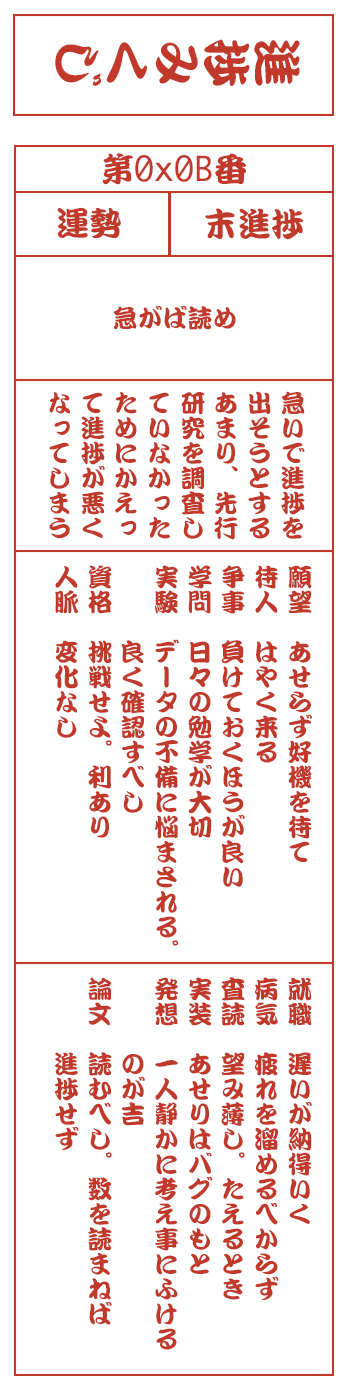 進捗みくじ
第0x0B番
運勢
末進捗
急がば読め
急いで進捗を
出そうとする
あまり、先行
研究を調査し
ていなかった
ためにかえっ
て進捗が悪く
なってしまう
願望 あせらず好機を待て
待人 はやく来る
争事 負けておくほうが良い
学問 日々の勉学が大切
実験 データの不備に悩まされる。
良く確認すべし
資格 挑戦せよ。利あり
人脈 変化なし
就職 遅いが納得いく
病気 疲れを溜めるべからず
査読 望み薄し。たえるとき
実装 あせりはバグのもと
発想 一人静かに考え事にふける
のが吉
論文 読むべし。数を読まねば
進捗せず